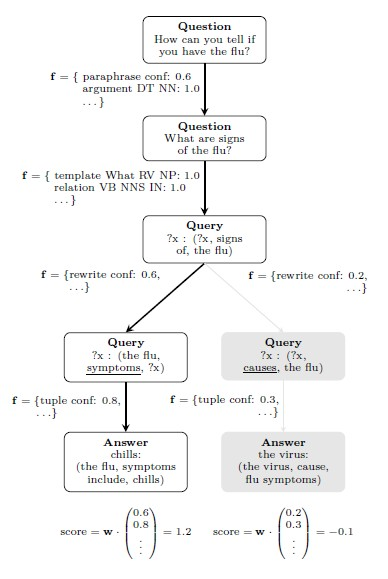 Question
How can you tell if
you have the flu?
f = { paraphrase conf: 0.6
argument DT NN: 1.0
...}
Question
What are signs
of the flu?
f = { template What RV NP: 1.0
relation VB NNS IN: 1.0
...}
Query
?x : (?x, signs
of, the flu)
f = {rewrite conf: 0.6,
...}
f = {rewrite conf: 0.2,
...}
Query
?x : (the flu,
symptoms, ?x)
Query
?x : (?x,
causes, the flu)
f = {tuple conf: 0.8,
...}
f = {tuple conf: 0.3,
...}
Answer
chills:
(the flu, symptoms
include, chills)
Answer
the virus:
(the virus, cause,
flu symptoms)
score = w · (0.6 0.8 ⋮) = 1.2
score = w · (0.2 0.3 ⋮) = −0.1